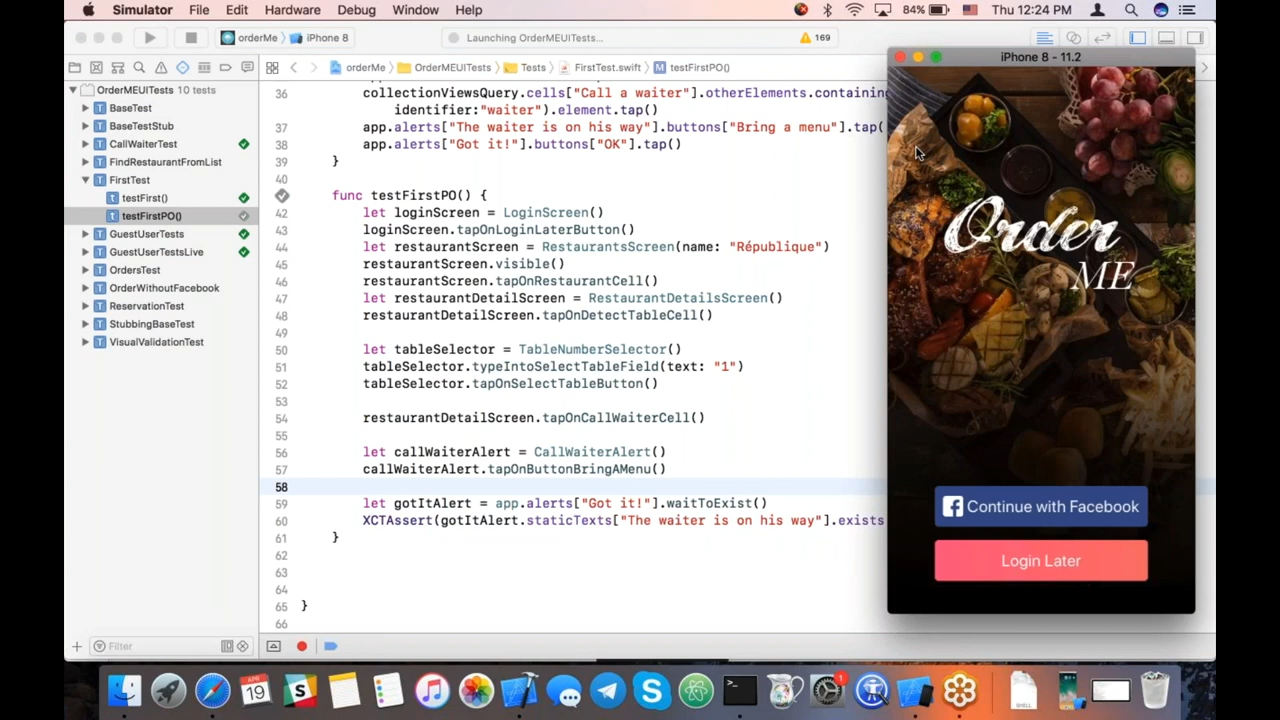 Simulator File Edit Hardware Debug Window Help 84% Thu 12:24 PM
orderMe iPhone 8 Launching OrderMEUITests... 169
iPhone 8 - 11.2
orderMe OrderMEUITests Tests FirstTest.swift M testFirstPO()
OrderMEUITests 10 tests
T BaseTest
T BaseTestStub
T CallWaiterTest
T FindRestaurantFromList
T FirstTest
t testFirst()
t testFirstPO()
T GuestUserTests
T GuestUserTestsLive
T OrdersTest
T OrderWithoutFacebook
T ReservationTest
T StubbingBaseTest
T VisualValidationTest
Filter
36 collectionViewsQuery.cells["Call a waiter"].otherElements.containing
identifier:"waiter").element.tap()
37 app.alerts["The waiter is on his way"].buttons["Bring a menu"].tap(
38 app.alerts["Got it!"].buttons["OK"].tap()
39 }
40
func testFirstPO() {
42 let loginScreen = LoginScreen()
43 loginScreen.tapOnLoginLaterButton()
44 let restaurantScreen = RestaurantsScreen(name: "République")
45 restaurantScreen.visible()
46 restaurantScreen.tapOnRestaurantCell()
47 let restaurantDetailScreen = RestaurantDetailsScreen()
48 restaurantDetailScreen.tapOnDetectTableCell()
49
50 let tableSelector = TableNumberSelector()
51 tableSelector.typeIntoSelectTableField(text: "1")
52 tableSelector.tapOnSelectTableButton()
53
54 restaurantDetailScreen.tapOnCallWaiterCell()
55
56 let callWaiterAlert = CallWaiterAlert()
57 callWaiterAlert.tapOnButtonBringAMenu()
58
59 let gotItAlert = app.alerts["Got it!"].waitToExist()
60 XCTAssert(gotItAlert.staticTexts["The waiter is on his way"].exists
61 }
62
63
64
65 }
66
Order
ME
Continue with Facebook
Login Later
APR
19
1
SHELL